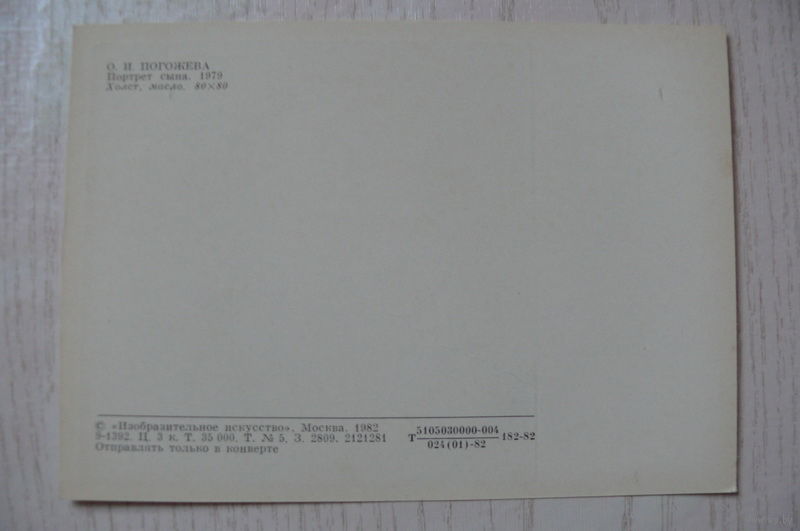 О. И. ПОГОЖЕВА
Портрет сына. 1979
Холст, масло. 80×80
© «Изобразительное искусство». Москва. 1982
9-1392. Ц. 3 к. Т. 35 000. Т. № 5. З. 2809. 2121281
Отправлять только в конверте
Т 5105030000-004 182-82
024(01)-82